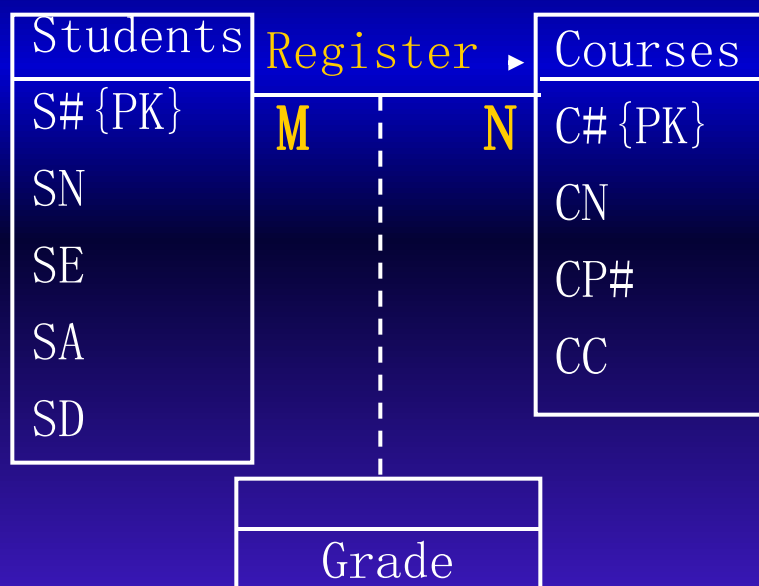 Students
S#{PK}
SN
SE
SA
SD
Register ►
M N
Courses
C#{PK}
CN
CP#
CC
Grade